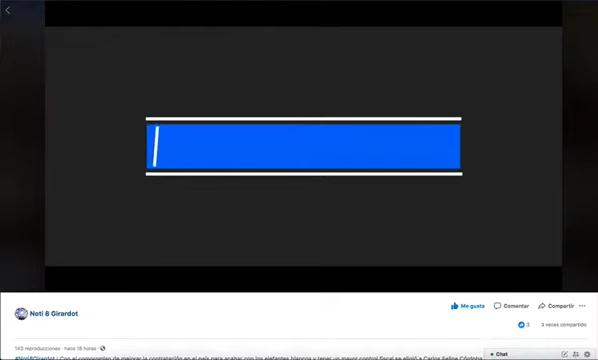 Noti 8 Girardot
Me gusta
Comentar
Compartir
3
3 veces compartido
143 reproducciones · hace 18 horas ·
#Noti8Girardot | Con el compromiso de mejorar la contratación en el país para acabar con los elefantes blancos y tener un mayor control fiscal se eligió a Carlos Felipe Córdoba
Chat